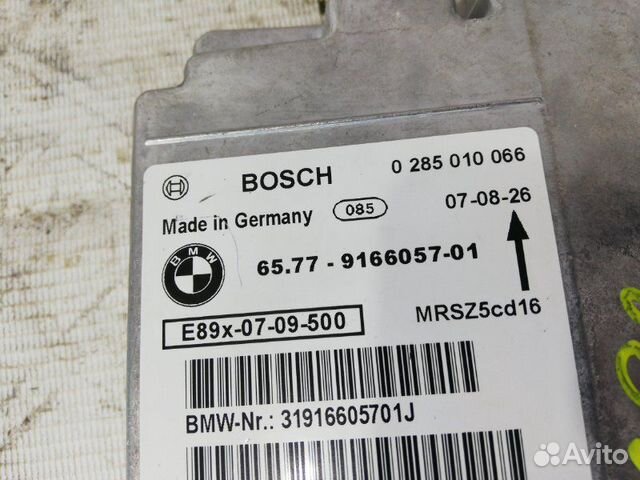 BOSCH 0 285 010 066
Made in Germany 085 07-08-26
BMW 65.77 - 9166057-01
E89x-07-09-500 MRSZ5cd16
BMW-Nr.: 31916605701J
Avito